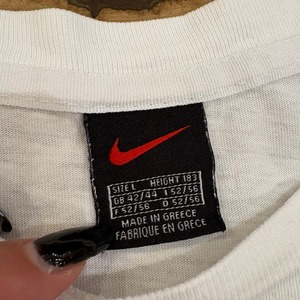 SIZE L HEIGHT 183
GB 42/44 I 52/56
F 52/56 D 52/56
MADE IN GREECE
FABRIQUE EN GRECE